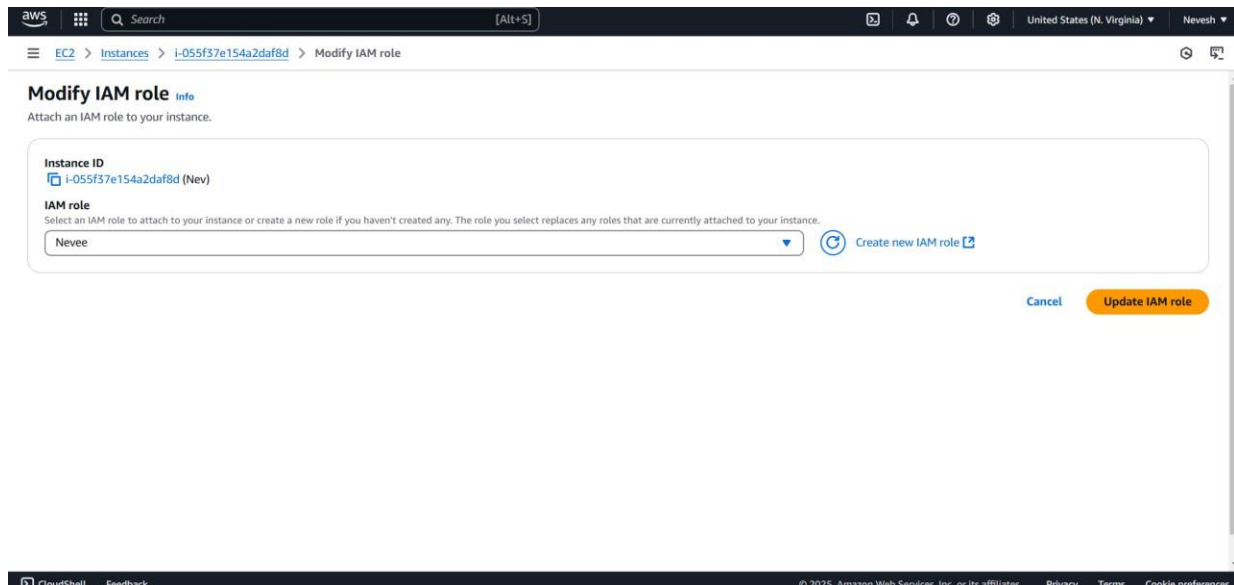 aws Search [Alt+S] United States (N. Virginia) Nevesh
EC2 > Instances > i-055f37e154a2daf8d > Modify IAM role
Modify IAM role Info
Attach an IAM role to your instance.
Instance ID
i-055f37e154a2daf8d (Nev)
IAM role
Select an IAM role to attach to your instance or create a new role if you haven't created any. The role you select replaces any roles that are currently attached to your instance.
Nevee Create new IAM role
Cancel Update IAM role
CloudShell Feedback © 2025, Amazon Web Services, Inc. or its affiliates. Privacy Terms Cookie preferences